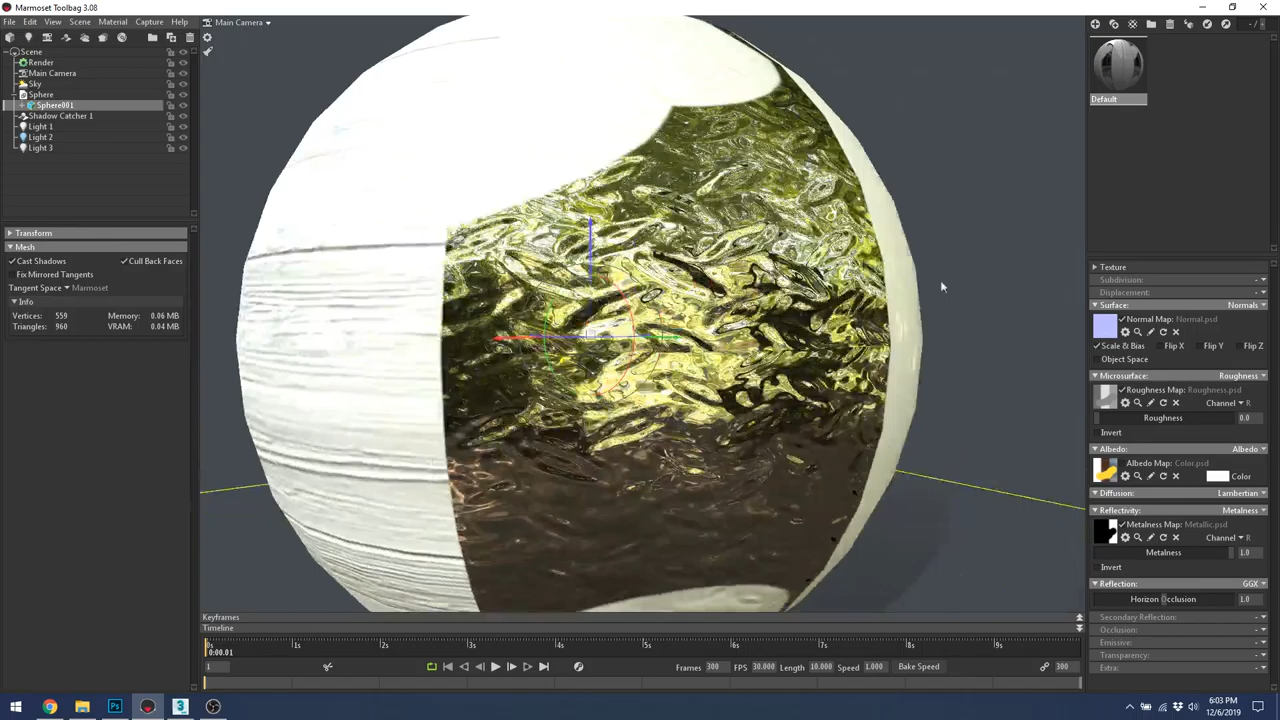 Marmoset Toolbag 3.08
File Edit View Scene Material Capture Help
Main Camera
Scene
Render
Main Camera
Sky
Sphere
Sphere001
Shadow Catcher 1
Light 1
Light 2
Light 3
Transform
Mesh
Cast Shadows Cull Back Faces
Fix Mirrored Tangents
Tangent Space Marmoset
Info
Vertices: 559 Memory: 0.06 MB
Triangles: 960 VRAM: 0.04 MB
Default
Texture
Subdivision:
Displacement:
Surface: Normals
Normal Map: Normal.psd
Scale & Bias Flip X Flip Y Flip Z
Object Space
Microsurface: Roughness
Roughness Map: Roughness.psd
Channel R
Roughness 0.0
Invert
Albedo: Albedo
Albedo Map: Color.psd
Color
Diffusion: Lambertian
Reflectivity: Metalness
Metalness Map: Metallic.psd
Channel R
Metalness 1.0
Invert
Reflection: GGX
Horizon Occlusion 1.0
Secondary Reflection:
Occlusion:
Emissive:
Transparency:
Extra:
Keyframes
Timeline
0s 1s 2s 3s 4s 5s 6s 7s 8s 9s
0:00.01
1 Frames 300 FPS 30.000 Length 10.000 Speed 1.000 Bake Speed 300
6:03 PM
12/6/2019